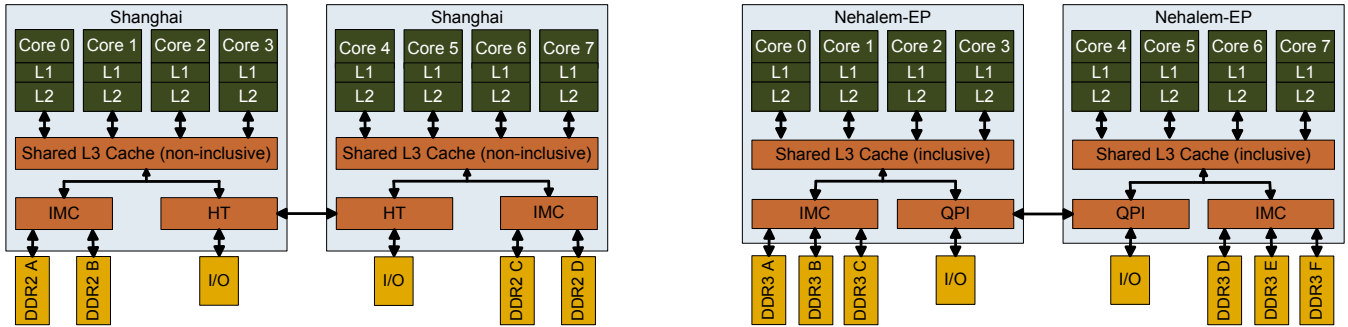 Shanghai
Core 0 Core 1 Core 2 Core 3
L1 L1 L1 L1
L2 L2 L2 L2
Shared L3 Cache (non-inclusive)
IMC HT
DDR2 A DDR2 B I/O
Shanghai
Core 4 Core 5 Core 6 Core 7
L1 L1 L1 L1
L2 L2 L2 L2
Shared L3 Cache (non-inclusive)
HT IMC
I/O DDR2 C DDR2 D
Nehalem-EP
Core 0 Core 1 Core 2 Core 3
L1 L1 L1 L1
L2 L2 L2 L2
Shared L3 Cache (inclusive)
IMC QPI
DDR3 A DDR3 B DDR3 C I/O
Nehalem-EP
Core 4 Core 5 Core 6 Core 7
L1 L1 L1 L1
L2 L2 L2 L2
Shared L3 Cache (inclusive)
QPI IMC
I/O DDR3 D DDR3 E DDR3 F